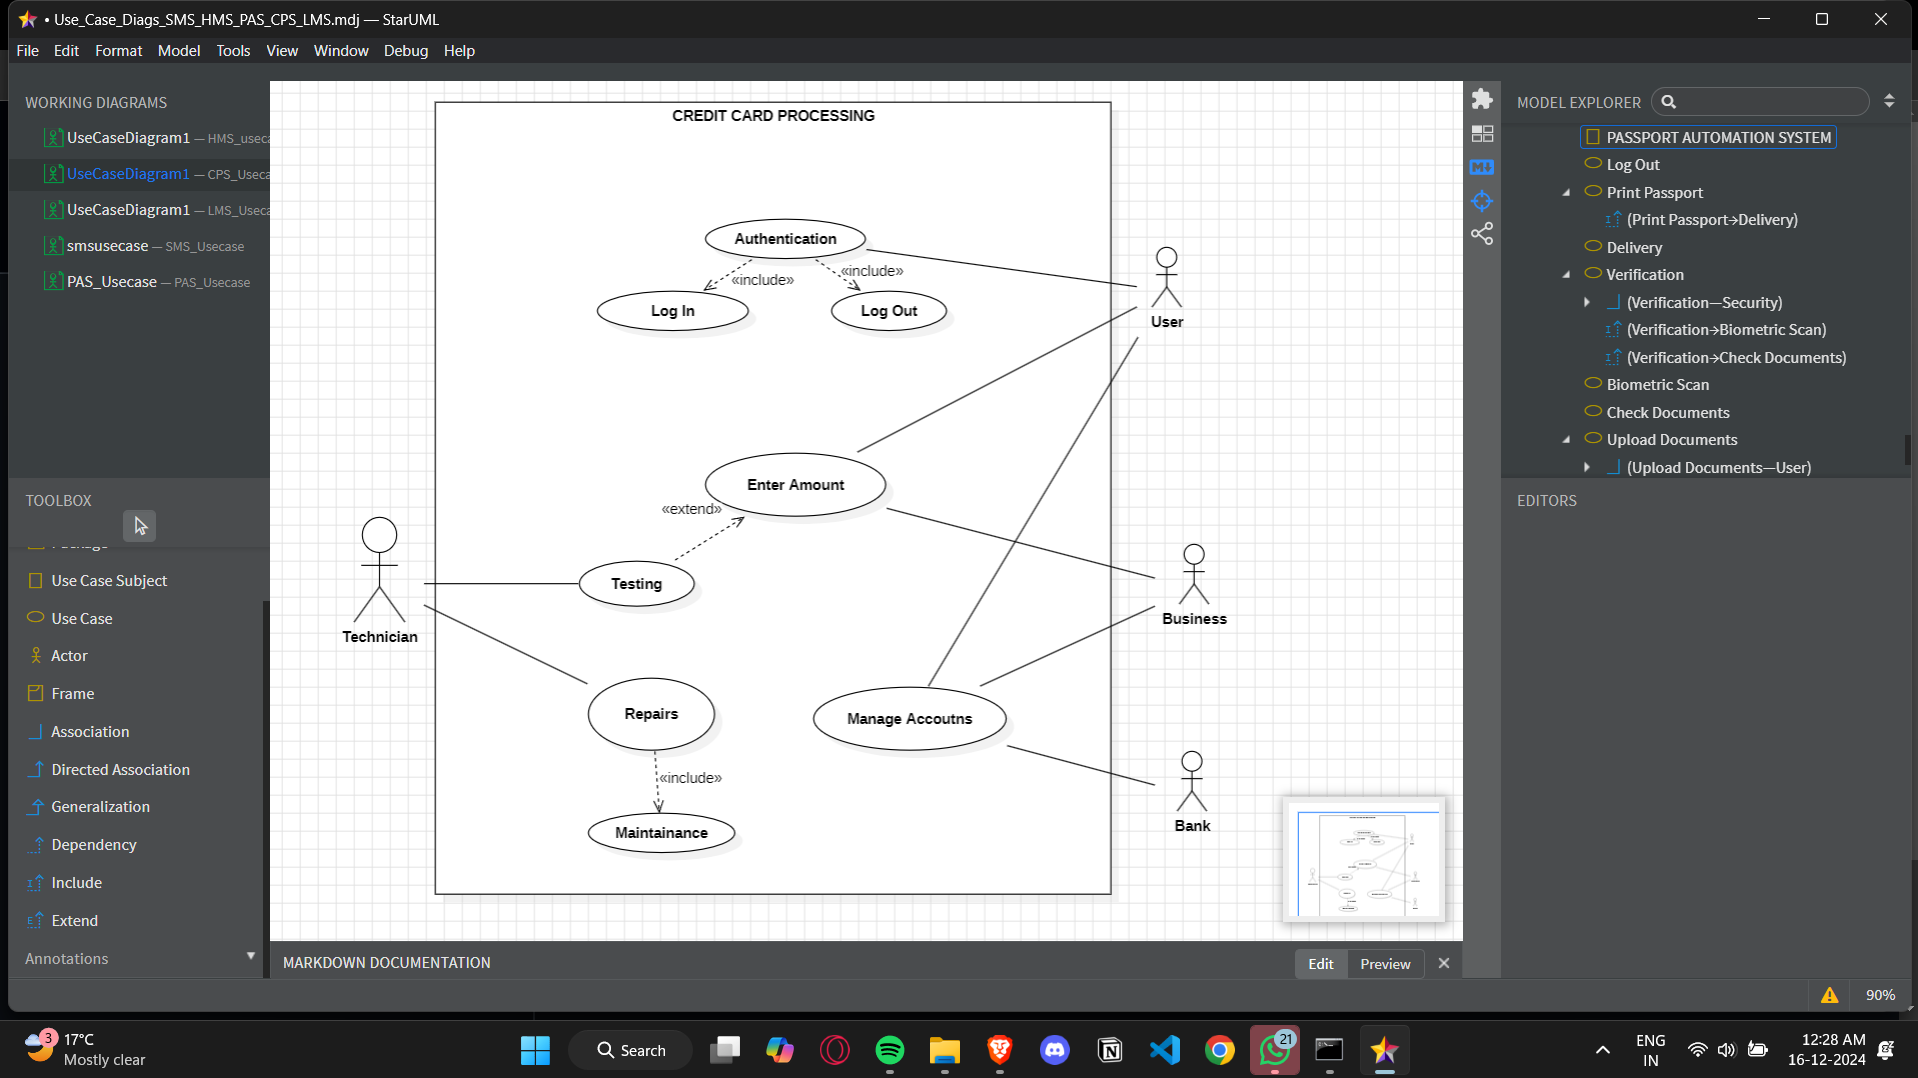 • Use_Case_Diags_SMS_HMS_PAS_CPS_LMS.mdj — StarUML
File Edit Format Model Tools View Window Debug Help
WORKING DIAGRAMS
UseCaseDiagram1 — HMS_useca
UseCaseDiagram1 — CPS_Useca
UseCaseDiagram1 — LMS_Useca
smsusecase — SMS_Usecase
PAS_Usecase — PAS_Usecase
TOOLBOX
Package
Use Case Subject
Use Case
Actor
Frame
Association
Directed Association
Generalization
Dependency
Include
Extend
Annotations
CREDIT CARD PROCESSING
Authentication
«include»
«include»
Log In
Log Out
User
Enter Amount
«extend»
Testing
Technician
Business
Repairs
Manage Accoutns
«include»
Maintainance
Bank
MARKDOWN DOCUMENTATION
Edit Preview
MODEL EXPLORER
PASSPORT AUTOMATION SYSTEM
Log Out
Print Passport
(Print Passport→Delivery)
Delivery
Verification
(Verification—Security)
(Verification→Biometric Scan)
(Verification→Check Documents)
Biometric Scan
Check Documents
Upload Documents
(Upload Documents—User)
EDITORS
90%
3
17°C
Mostly clear
Search
21
ENG
IN
12:28 AM
16-12-2024